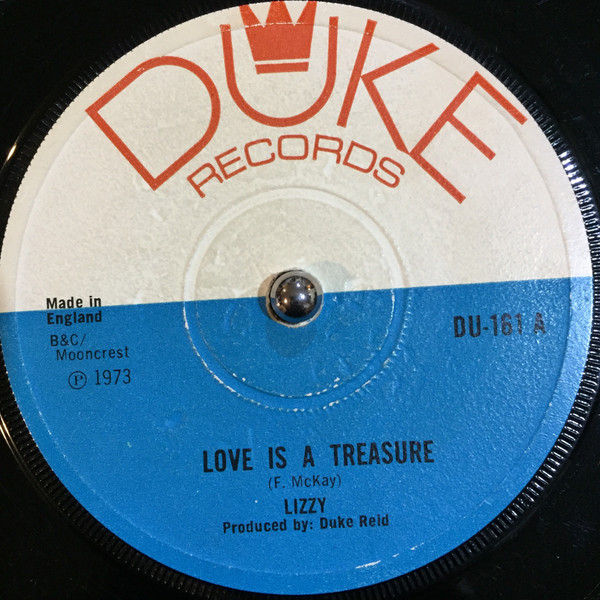 DUKE
RECORDS
Made in
England
B&C/
Mooncrest
℗ 1973
DU-161 A
LOVE IS A TREASURE
(F. McKay)
LIZZY
Produced by: Duke Reid